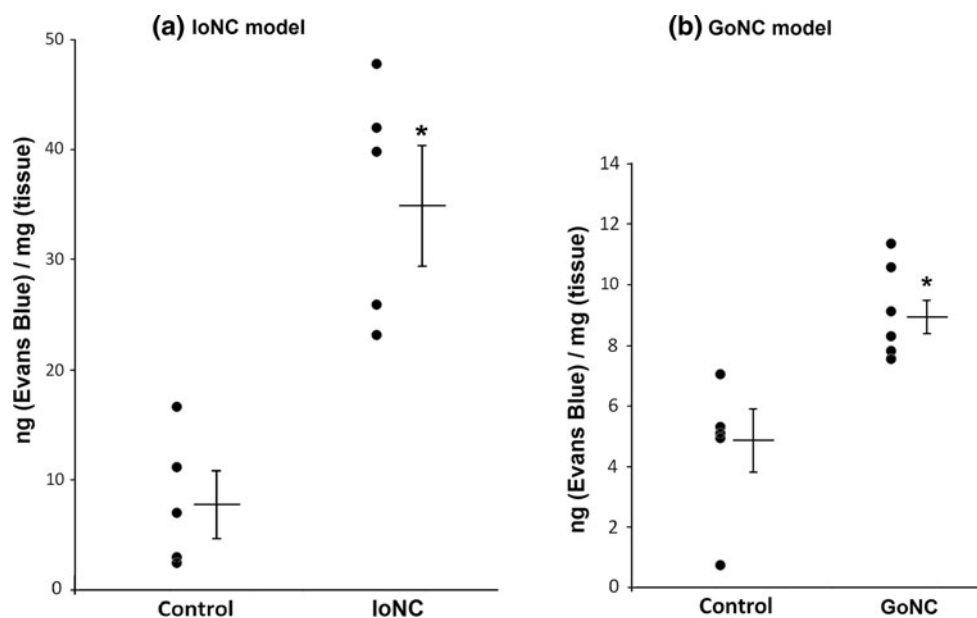 (a) IoNC model
ng (Evans Blue) / mg (tissue)
50
40
30
20
10
0
*
Control IoNC
(b) GoNC model
ng (Evans Blue) / mg (tissue)
14
12
10
8
6
4
2
0
*
Control GoNC